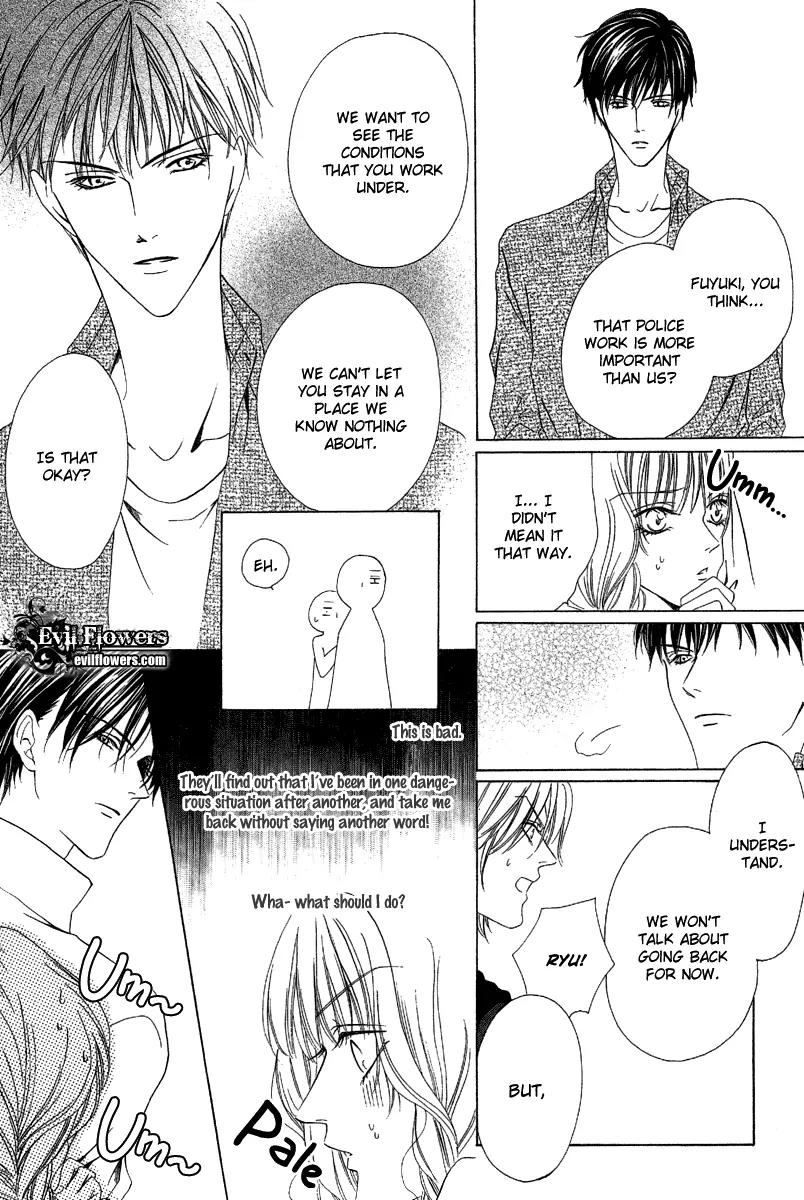 FUYUKI, YOU
THINK...
THAT POLICE
WORK IS MORE
IMPORTANT
THAN US?
Umm...
I... I
DIDN'T
MEAN IT
THAT WAY.
I
UNDERS-
TAND.
WE WON'T
TALK ABOUT
GOING BACK
FOR NOW.
RYU!
BUT,
WE WANT TO
SEE THE
CONDITIONS
THAT YOU WORK
UNDER.
WE CAN'T LET
YOU STAY IN A
PLACE WE
KNOW NOTHING
ABOUT.
IS THAT
OKAY?
EH.
Evil Flowers
evilflowers.com
This is bad.
They'll find out that I've been in one dange-
rous situation after another, and take me
back without saying another word!
Wha- what should I do?
Pale
Um~
Um~